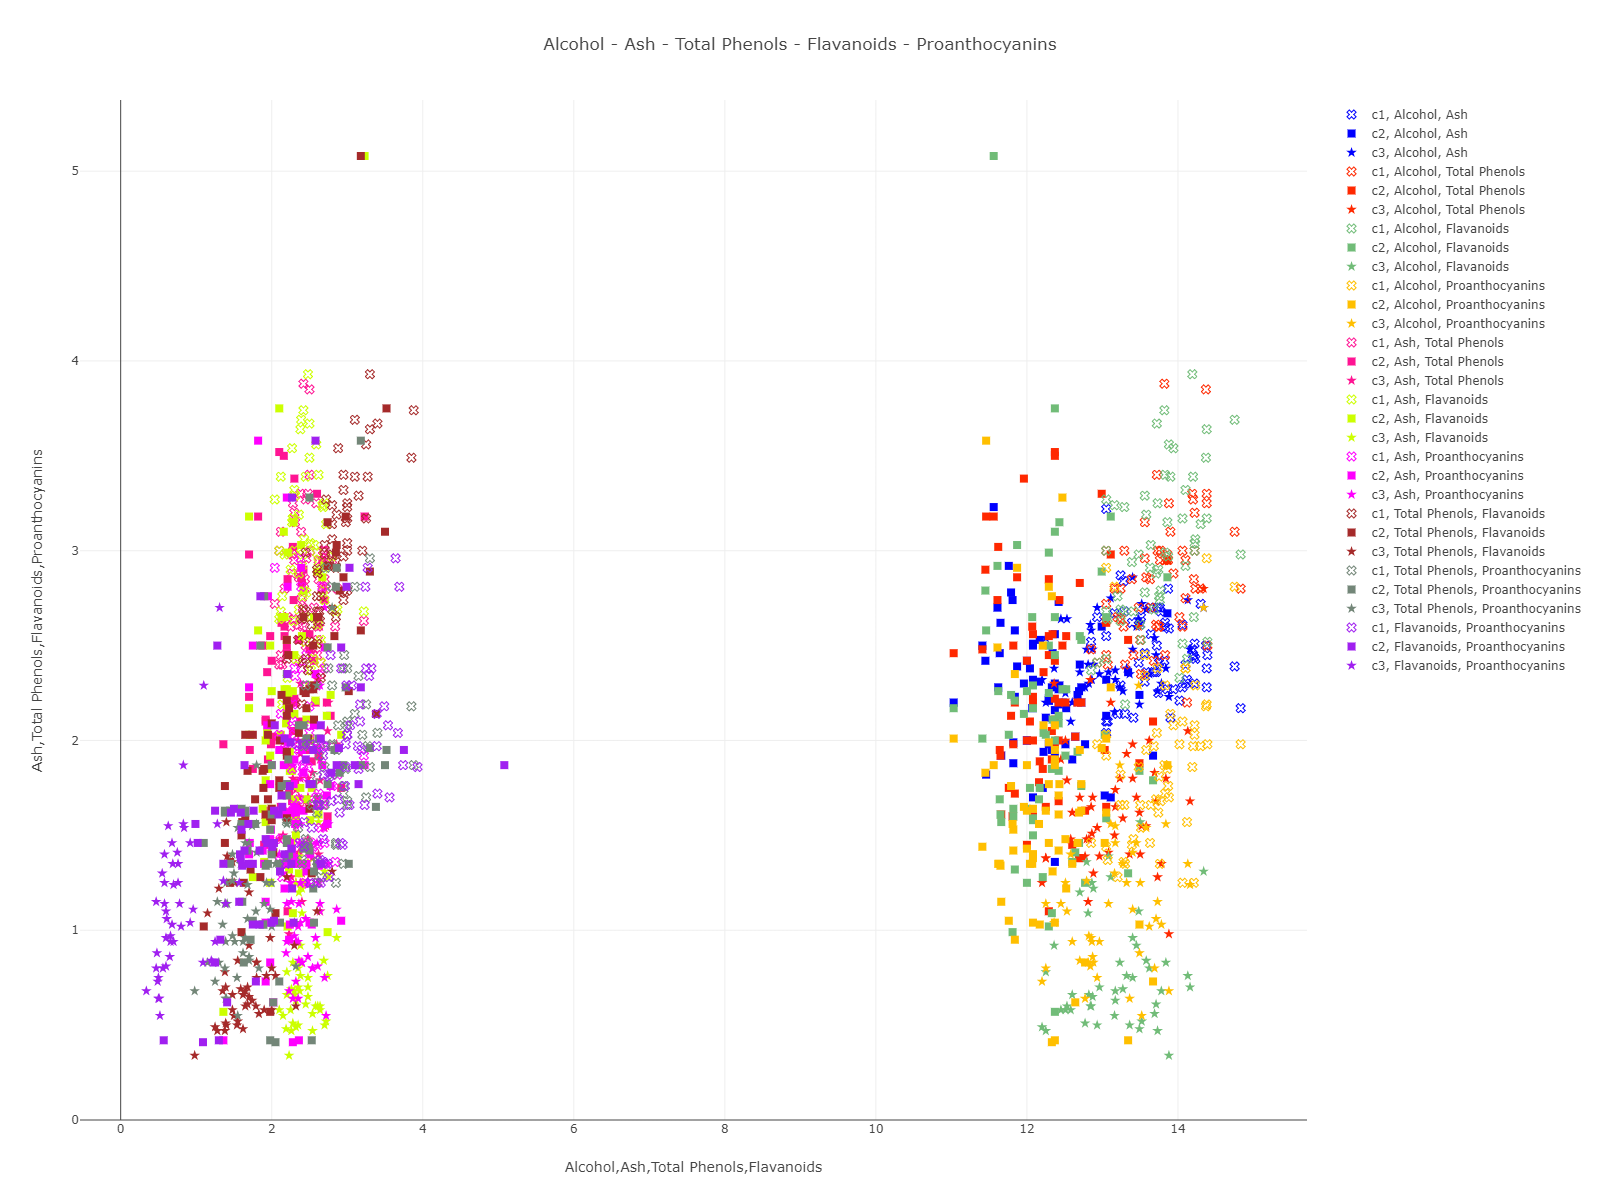 Alcohol - Ash - Total Phenols - Flavanoids - Proanthocyanins
c1, Alcohol, Ash
c2, Alcohol, Ash
c3, Alcohol, Ash
c1, Alcohol, Total Phenols
c2, Alcohol, Total Phenols
c3, Alcohol, Total Phenols
c1, Alcohol, Flavanoids
c2, Alcohol, Flavanoids
c3, Alcohol, Flavanoids
c1, Alcohol, Proanthocyanins
c2, Alcohol, Proanthocyanins
c3, Alcohol, Proanthocyanins
c1, Ash, Total Phenols
c2, Ash, Total Phenols
c3, Ash, Total Phenols
c1, Ash, Flavanoids
c2, Ash, Flavanoids
c3, Ash, Flavanoids
c1, Ash, Proanthocyanins
c2, Ash, Proanthocyanins
c3, Ash, Proanthocyanins
c1, Total Phenols, Flavanoids
c2, Total Phenols, Flavanoids
c3, Total Phenols, Flavanoids
c1, Total Phenols, Proanthocyanins
c2, Total Phenols, Proanthocyanins
c3, Total Phenols, Proanthocyanins
c1, Flavanoids, Proanthocyanins
c2, Flavanoids, Proanthocyanins
c3, Flavanoids, Proanthocyanins
Ash,Total Phenols,Flavanoids,Proanthocyanins
5
4
3
2
1
0
0 2 4 6 8 10 12 14
Alcohol,Ash,Total Phenols,Flavanoids